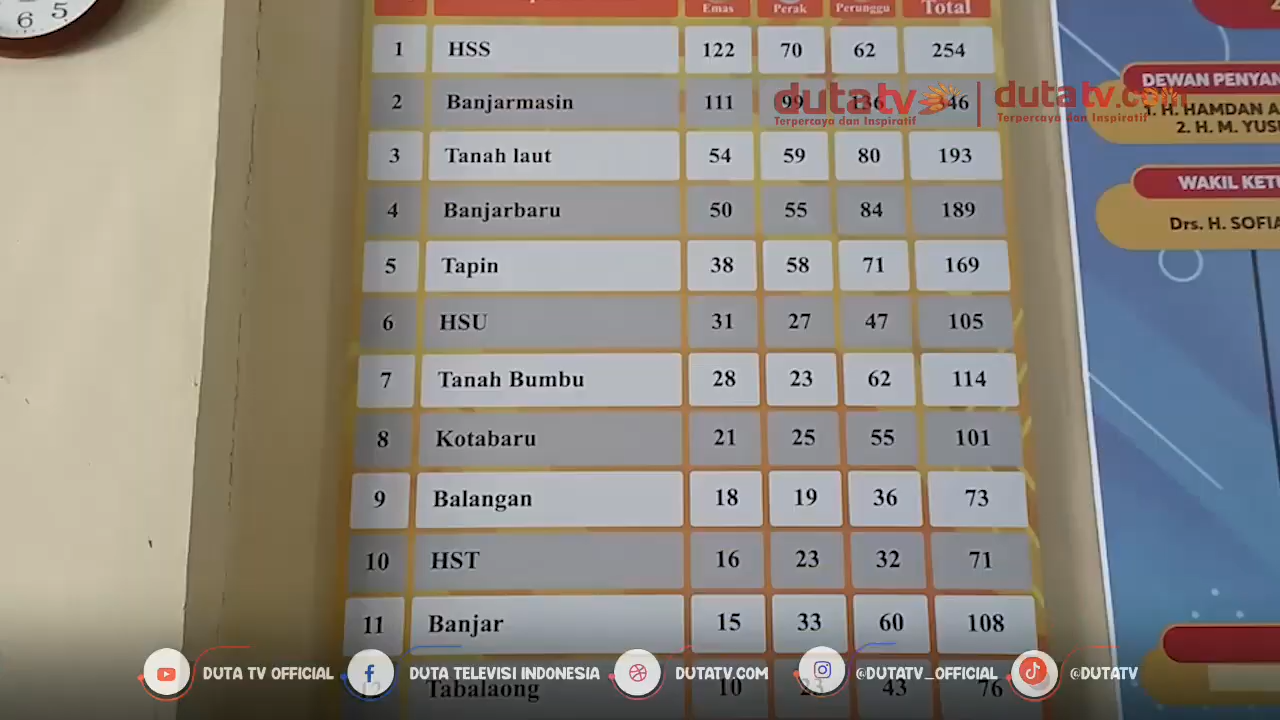 6 5
Emas Perak Perunggu Total
1 HSS 122 70 62 254
2 Banjarmasin 111 99 136 346
3 Tanah laut 54 59 80 193
4 Banjarbaru 50 55 84 189
5 Tapin 38 58 71 169
6 HSU 31 27 47 105
7 Tanah Bumbu 28 23 62 114
8 Kotabaru 21 25 55 101
9 Balangan 18 19 36 73
10 HST 16 23 32 71
11 Banjar 15 33 60 108
12 Tabalaong 10 23 43 76
dutatv dutatv.com
Terpercaya dan Inspiratif Terpercaya dan Inspiratif
DEWAN PENYAN
1. H. HAMDAN A
2. H. M. YUS
WAKIL KET
Drs. H. SOFIA
DUTA TV OFFICIAL DUTA TELEVISI INDONESIA DUTATV.COM @DUTATV_OFFICIAL @DUTATV